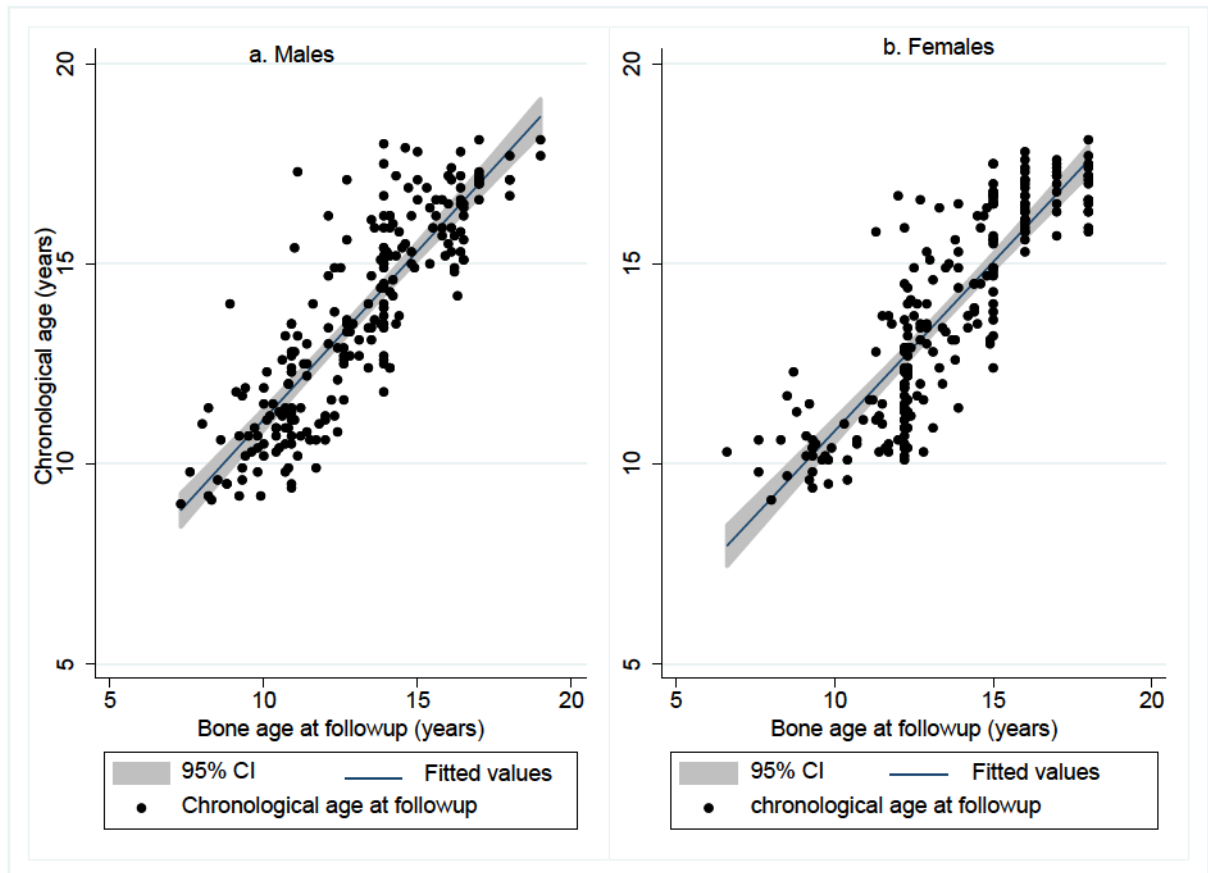 a. Males
Chronological age (years)
20
15
10
5
5 10 15 20
Bone age at followup (years)
95% CI Fitted values
Chronological age at followup
b. Females
20
15
10
5
5 10 15 20
Bone age at followup (years)
95% CI Fitted values
chronological age at followup